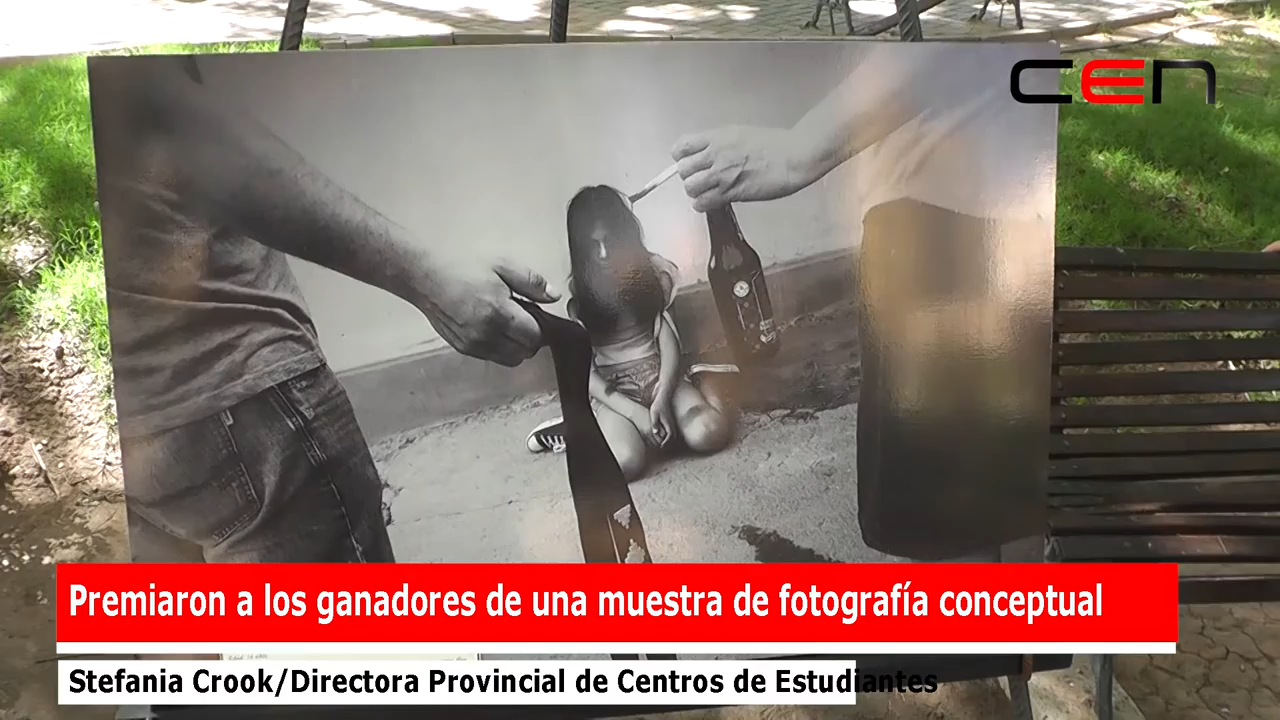 CEN
Premiaron a los ganadores de una muestra de fotografía conceptual
Stefania Crook/Directora Provincial de Centros de Estudiantes